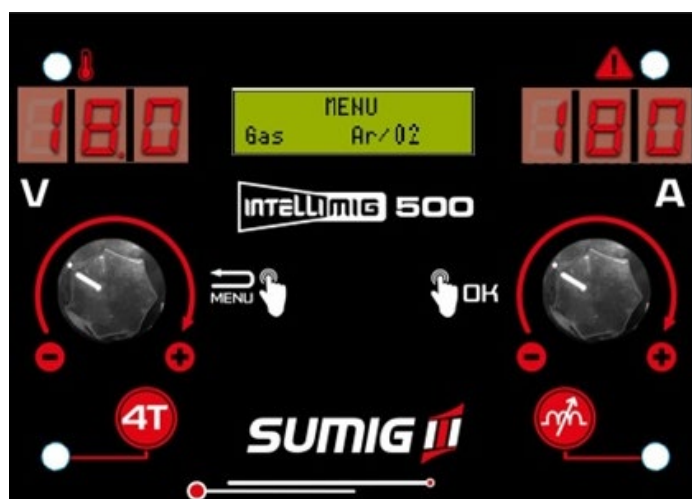 18.0
MENU
Gas Ar/O2
180
V
INTELLIMIG 500
A
MENU
OK
4T
SUMIG